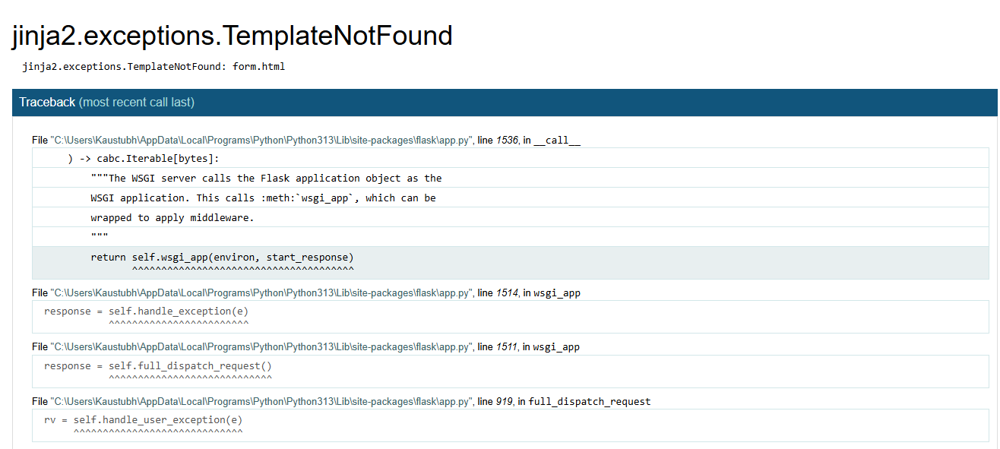 jinja2.exceptions.TemplateNotFound
jinja2.exceptions.TemplateNotFound: form.html
Traceback (most recent call last)
File "C:\Users\Kaustubh\AppData\Local\Programs\Python\Python313\Lib\site-packages\flask\app.py", line 1536, in __call__
) -> cabc.Iterable[bytes]:
"""The WSGI server calls the Flask application object as the
WSGI application. This calls :meth:`wsgi_app`, which can be
wrapped to apply middleware.
"""
return self.wsgi_app(environ, start_response)
^^^^^^^^^^^^^^^^^^^^^^^^^^^^^^^^^^^^^^
File "C:\Users\Kaustubh\AppData\Local\Programs\Python\Python313\Lib\site-packages\flask\app.py", line 1514, in wsgi_app
response = self.handle_exception(e)
^^^^^^^^^^^^^^^^^^^^^^^^
File "C:\Users\Kaustubh\AppData\Local\Programs\Python\Python313\Lib\site-packages\flask\app.py", line 1511, in wsgi_app
response = self.full_dispatch_request()
^^^^^^^^^^^^^^^^^^^^^^^^^^^^
File "C:\Users\Kaustubh\AppData\Local\Programs\Python\Python313\Lib\site-packages\flask\app.py", line 919, in full_dispatch_request
rv = self.handle_user_exception(e)
^^^^^^^^^^^^^^^^^^^^^^^^^^^^^